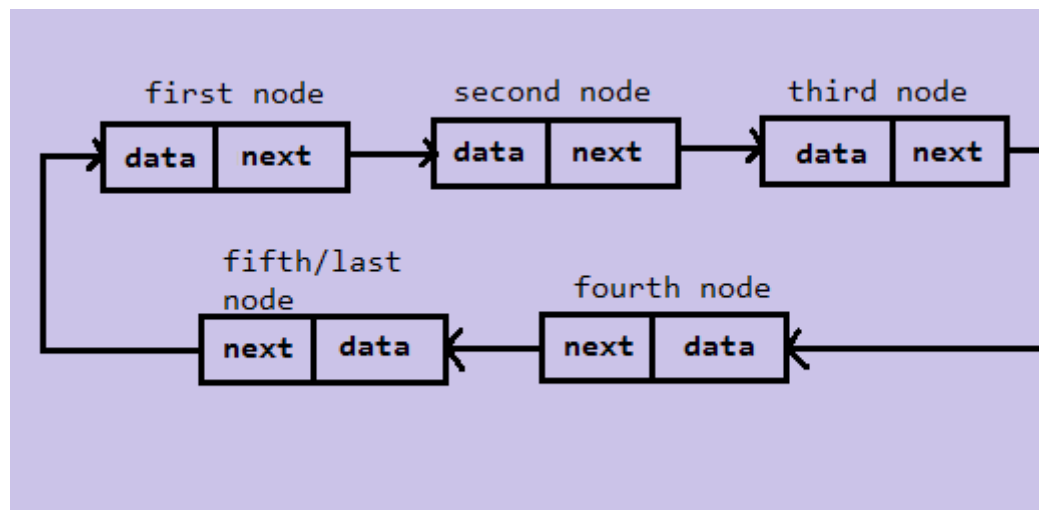 first node
second node
third node
data next
data next
data next
fifth/last
node
fourth node
next data
next data